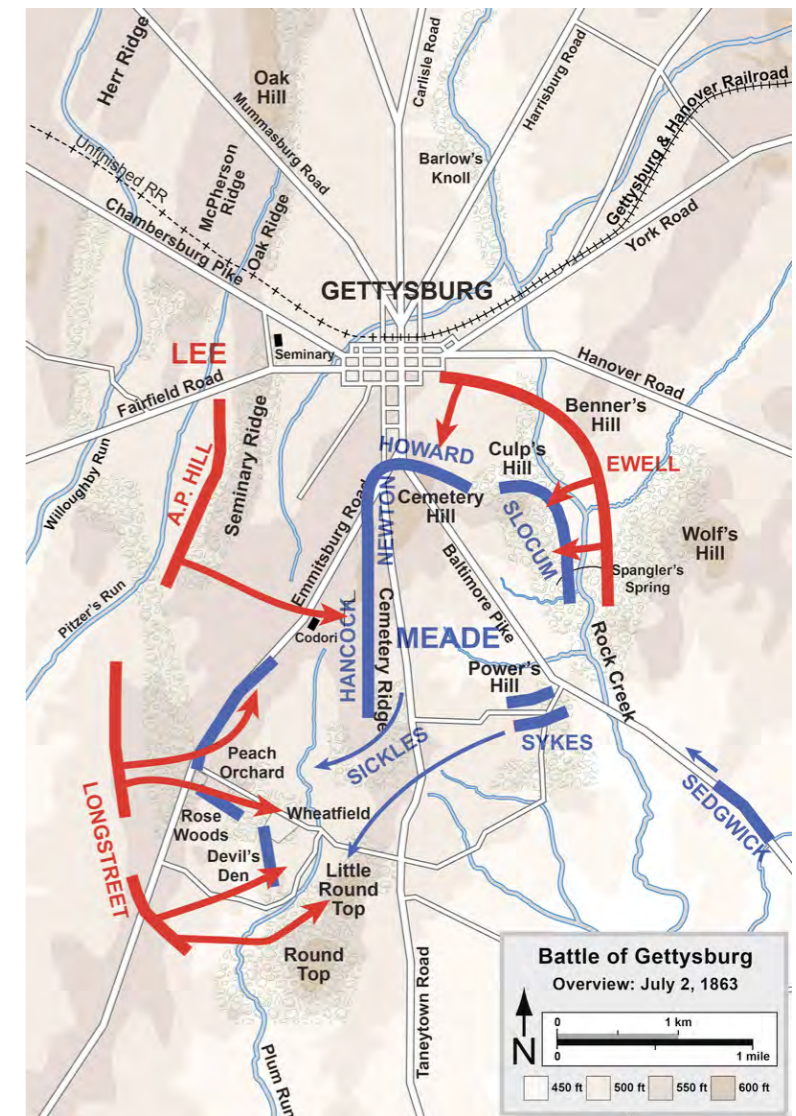 Herr Ridge
Oak
Hill
Mummasburg Road
Carlisle Road
Harrisburg Road
Gettysburg & Hanover Railroad
Unfinished RR
McPherson
Ridge
Barlow's
Knoll
Chambersburg Pike
Oak Ridge
York Road
GETTYSBURG
LEE
Seminary
Hanover Road
Fairfield Road
Benner's
Hill
Willoughby Run
A.P. HILL
Seminary Ridge
HOWARD
Culp's
Hill
EWELL
NEWTON
Cemetery
Hill
SLOCUM
Wolf's
Hill
Emmitsburg Road
Baltimore Pike
Spangler's
Spring
Pitzer's Run
Codori
HANCOCK
Cemetery Ridge
MEADE
Rock Creek
Power's
Hill
Peach
Orchard
SICKLES
SYKES
SEDGWICK
LONGSTREET
Rose
Woods
Wheatfield
Devil's
Den
Little
Round
Top
Round
Top
Taneytown Road
Plum Run
Battle of Gettysburg
Overview: July 2, 1863
N
0 1 km
0 1 mile
450 ft 500 ft 550 ft 600 ft